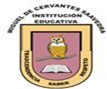 MIGUEL DE CERVANTES SAAVEDRA
INSTITUCIÓN
EDUCATIVA
TRASCENDENCIA
SABER
RESPETO